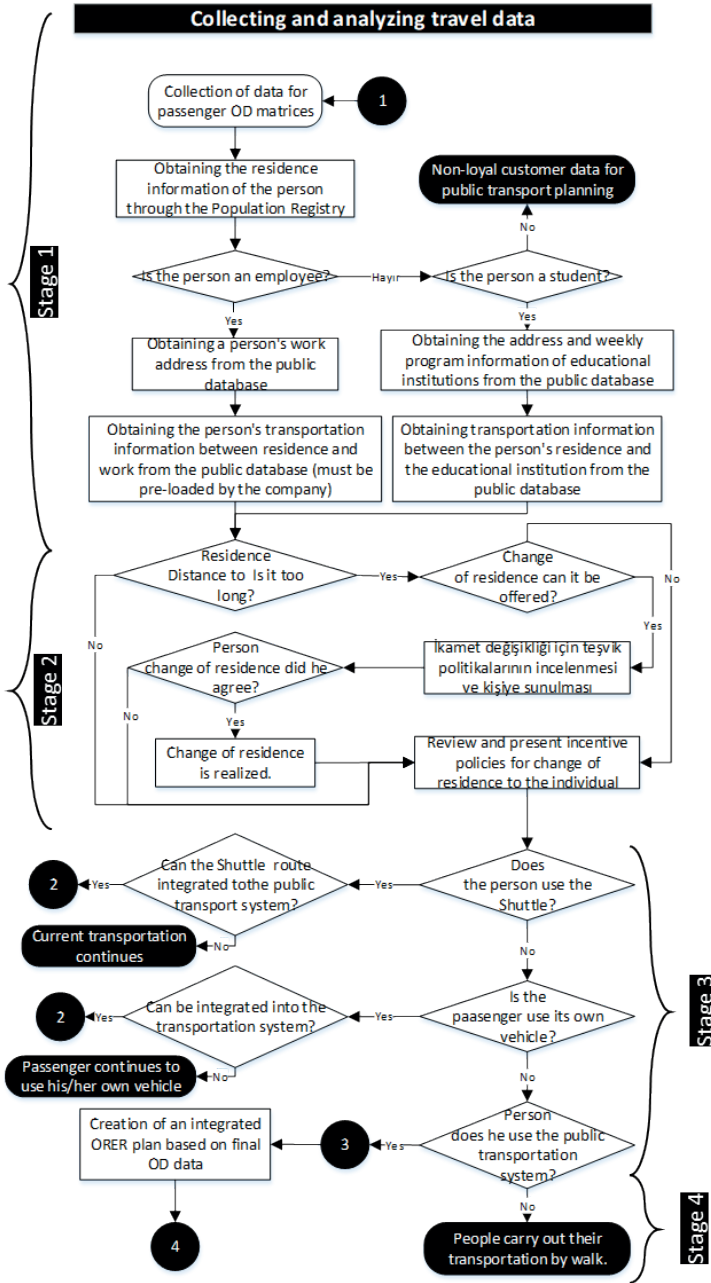 Collecting and analyzing travel data
Collection of data for
passenger OD matrices
1
Obtaining the residence
information of the person
through the Population Registry
Non-loyal customer data for
public transport planning
No
Stage 1
Is the person an employee?
Hayır
Is the person a student?
Yes
Yes
Obtaining a person's work
address from the public
database
Obtaining the address and weekly
program information of educational
institutions from the public database
Obtaining the person's transportation
information between residence and
work from the public database (must be
pre-loaded by the company)
Obtaining transportation information
between the person's residence and
the educational institution from the
public database
Residence
Distance to Is it too
long?
Yes
Change
of residence can it be
offered?
No
Yes
No
Stage 2
Person
change of residence did he
agree?
İkamet değişikliği için teşvik
politikalarının incelenmesi
ve kişiye sunulması
No
Yes
Change of residence
is realized.
Review and present incentive
policies for change of
residence to the individual
Can the Shuttle route
integrated tothe public
transport system?
Does
the person use the
Shuttle?
2
Yes
Yes
Current transportation
continues
No
No
Stage 3
Can be integrated into the
transportation system?
Is the
paasenger use its own
vehicle?
2
Yes
Yes
Passenger continues to
use his/her own vehicle
No
No
Creation of an integrated
ORER plan based on final
OD data
3
Yes
Person
does he use the public
transportation
system?
No
Stage 4
4
People carry out their
transportation by walk.